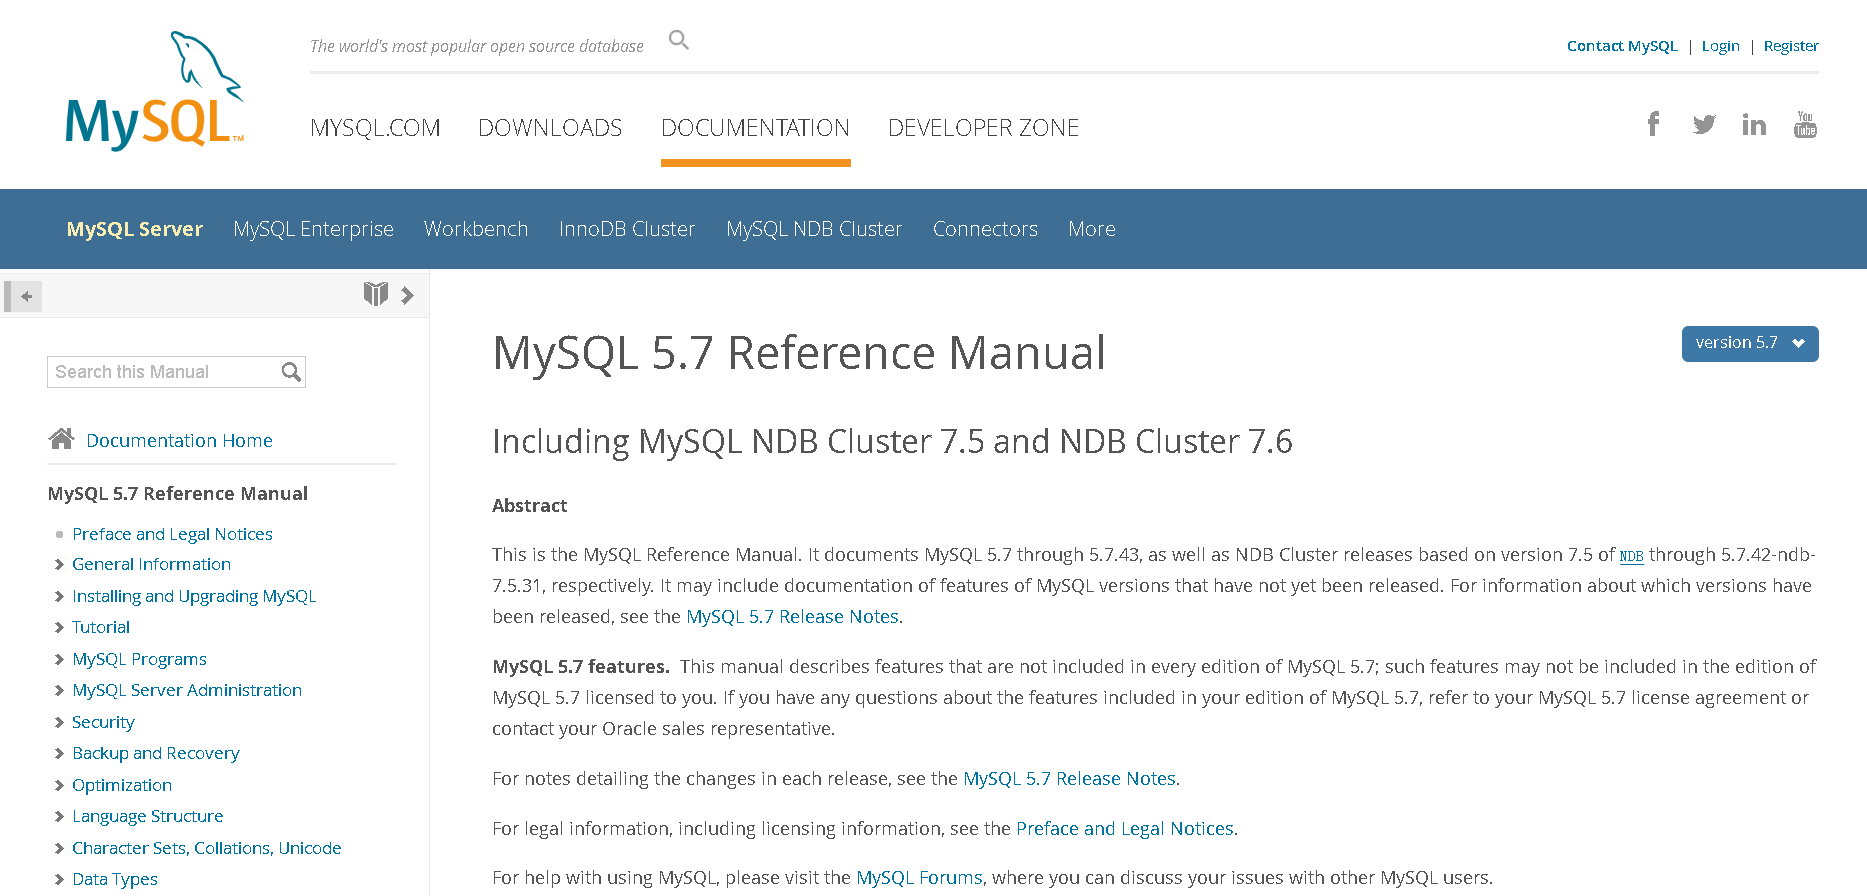 The world's most popular open source database
Contact MySQL | Login | Register
MySQL™
MYSQL.COM DOWNLOADS DOCUMENTATION DEVELOPER ZONE
You Tube
MySQL Server MySQL Enterprise Workbench InnoDB Cluster MySQL NDB Cluster Connectors More
Search this Manual
Documentation Home
MySQL 5.7 Reference Manual
Preface and Legal Notices
General Information
Installing and Upgrading MySQL
Tutorial
MySQL Programs
MySQL Server Administration
Security
Backup and Recovery
Optimization
Language Structure
Character Sets, Collations, Unicode
Data Types
MySQL 5.7 Reference Manual
version 5.7
Including MySQL NDB Cluster 7.5 and NDB Cluster 7.6
Abstract
This is the MySQL Reference Manual. It documents MySQL 5.7 through 5.7.43, as well as NDB Cluster releases based on version 7.5 of NDB through 5.7.42-ndb-
7.5.31, respectively. It may include documentation of features of MySQL versions that have not yet been released. For information about which versions have
been released, see the MySQL 5.7 Release Notes.
MySQL 5.7 features. This manual describes features that are not included in every edition of MySQL 5.7; such features may not be included in the edition of
MySQL 5.7 licensed to you. If you have any questions about the features included in your edition of MySQL 5.7, refer to your MySQL 5.7 license agreement or
contact your Oracle sales representative.
For notes detailing the changes in each release, see the MySQL 5.7 Release Notes.
For legal information, including licensing information, see the Preface and Legal Notices.
For help with using MySQL, please visit the MySQL Forums, where you can discuss your issues with other MySQL users.